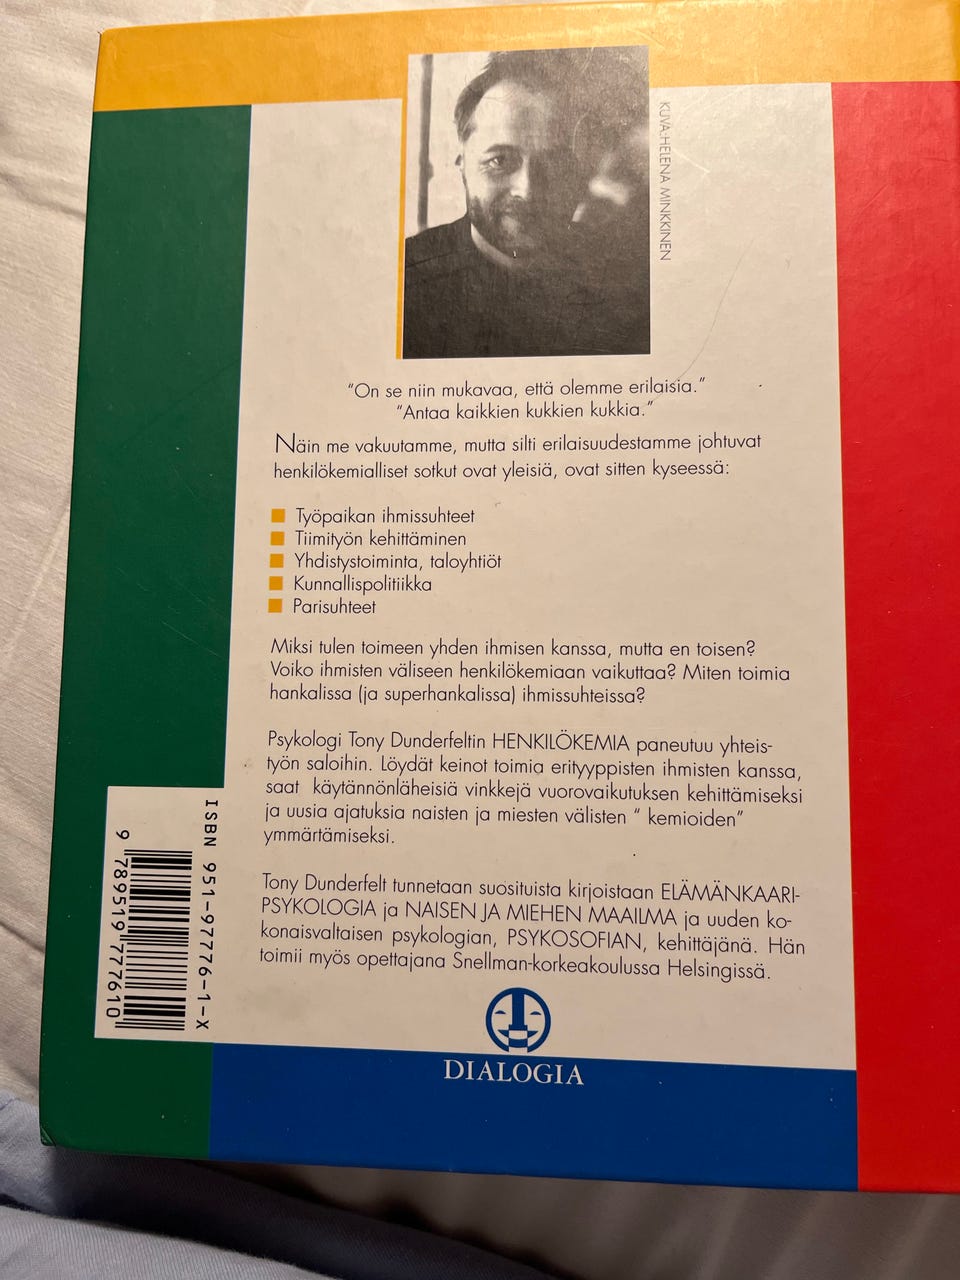 KUVA:HELENA MINKKINEN
“On se niin mukavaa, että olemme erilaisia.”
“Antaa kaikkien kukkien kukkia.”
Näin me vakuutamme, mutta silti erilaisuudestamme johtuvat
henkilökemialliset sotkut ovat yleisiä, ovat sitten kyseessä:
Työpaikan ihmissuhteet
Tiimityön kehittäminen
Yhdistystoiminta, taloyhtiöt
Kunnallispolitiikka
Parisuhteet
Miksi tulen toimeen yhden ihmisen kanssa, mutta en toisen?
Voiko ihmisten väliseen henkilökemiaan vaikuttaa? Miten toimia
hankalissa (ja superhankalissa) ihmissuhteissa?
Psykologi Tony Dunderfeltin HENKILÖKEMIA paneutuu yhteis-
työn saloihin. Löydät keinot toimia erityyppisten ihmisten kanssa,
saat käytännönläheisiä vinkkejä vuorovaikutuksen kehittämiseksi
ja uusia ajatuksia naisten ja miesten välisten “ kemioiden”
ymmärtämiseksi.
Tony Dunderfelt tunnetaan suosituista kirjoistaan ELÄMÄNKAARI-
PSYKOLOGIA ja NAISEN JA MIEHEN MAAILMA ja uuden ko-
konaisvaltaisen psykologian, PSYKOSOFIAN, kehittäjänä. Hän
toimii myös opettajana Snellman-korkeakoulussa Helsingissä.
ISBN 951-97776-1-X
9 789519 777610
DIALOGIA